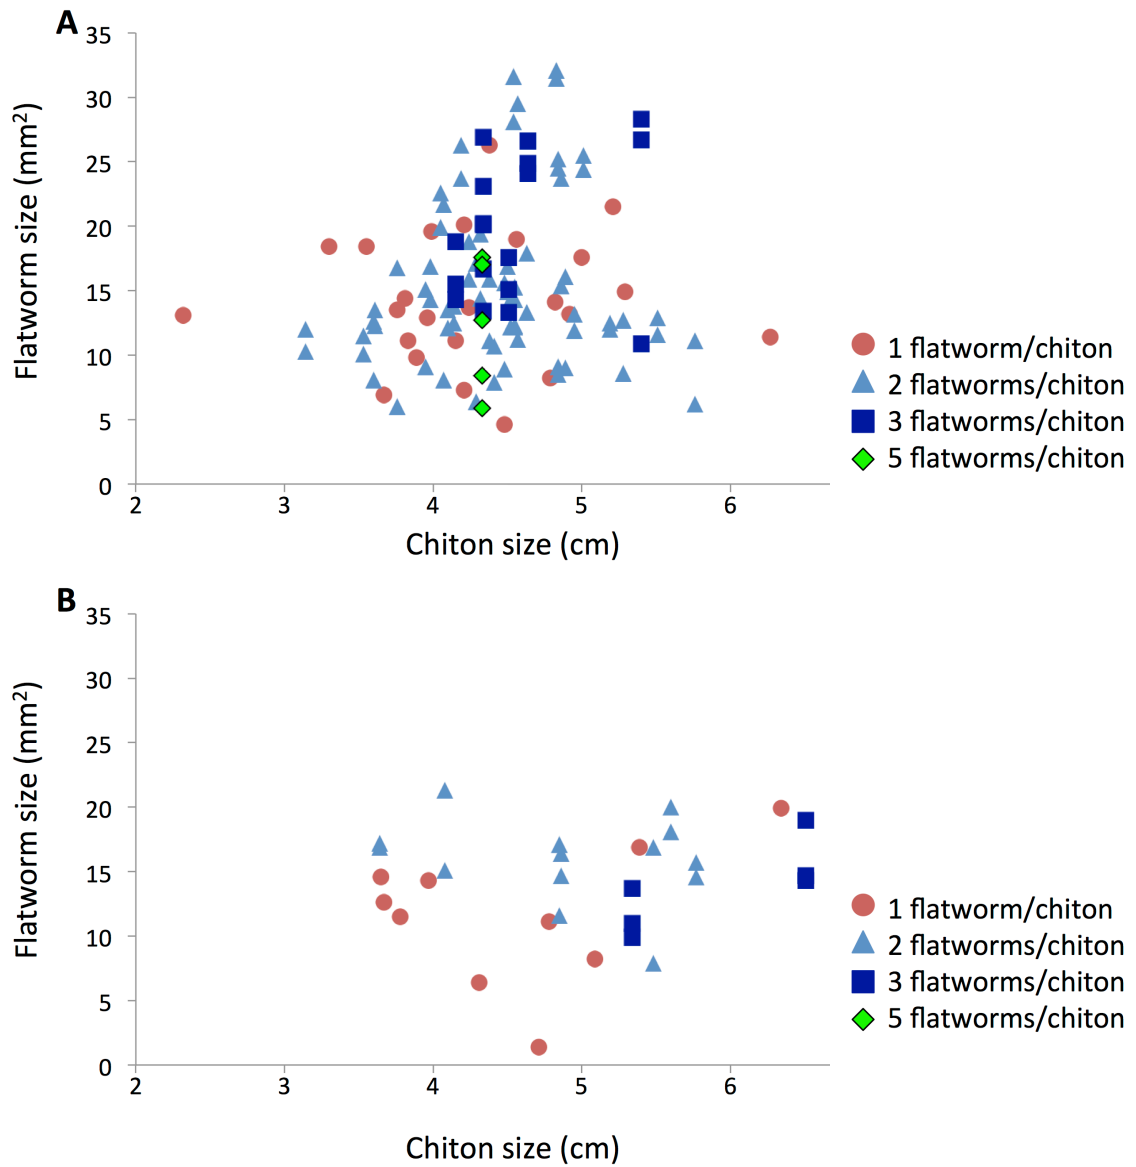 A
35
30
25
20
15
10
5
0
Flatworm size (mm²)
2 3 4 5 6
Chiton size (cm)
1 flatworm/chiton
2 flatworms/chiton
3 flatworms/chiton
5 flatworms/chiton
B
35
30
25
20
15
10
5
0
Flatworm size (mm²)
2 3 4 5 6
Chiton size (cm)
1 flatworm/chiton
2 flatworms/chiton
3 flatworms/chiton
5 flatworms/chiton